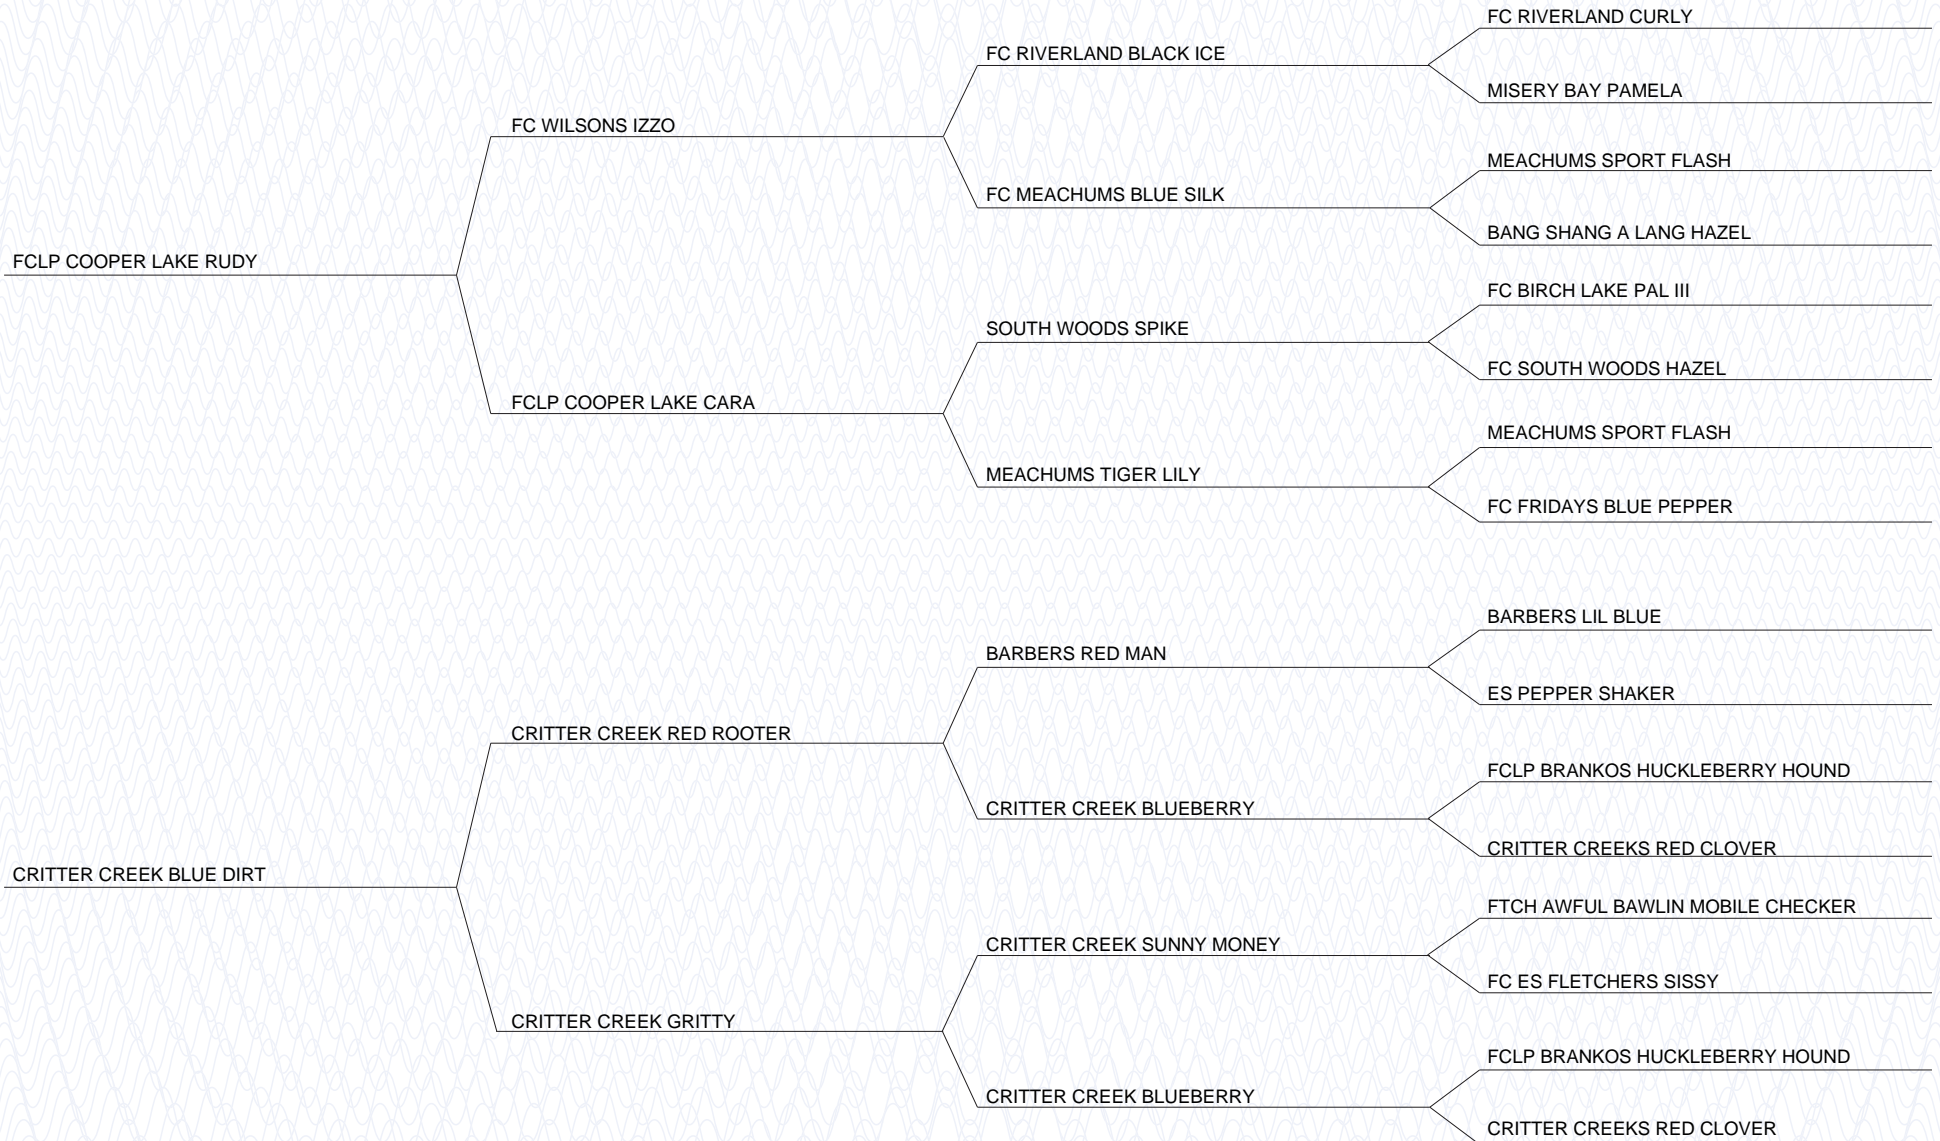 FCLP COOPER LAKE RUDY
FC WILSONS IZZO
FC RIVERLAND BLACK ICE
FC RIVERLAND CURLY
MISERY BAY PAMELA
FC MEACHUMS BLUE SILK
MEACHUMS SPORT FLASH
BANG SHANG A LANG HAZEL
FCLP COOPER LAKE CARA
SOUTH WOODS SPIKE
FC BIRCH LAKE PAL III
FC SOUTH WOODS HAZEL
MEACHUMS TIGER LILY
MEACHUMS SPORT FLASH
FC FRIDAYS BLUE PEPPER
CRITTER CREEK BLUE DIRT
CRITTER CREEK RED ROOTER
BARBERS RED MAN
BARBERS LIL BLUE
ES PEPPER SHAKER
CRITTER CREEK BLUEBERRY
FCLP BRANKOS HUCKLEBERRY HOUND
CRITTER CREEKS RED CLOVER
CRITTER CREEK GRITTY
CRITTER CREEK SUNNY MONEY
FTCH AWFUL BAWLIN MOBILE CHECKER
FC ES FLETCHERS SISSY
CRITTER CREEK BLUEBERRY
FCLP BRANKOS HUCKLEBERRY HOUND
CRITTER CREEKS RED CLOVER